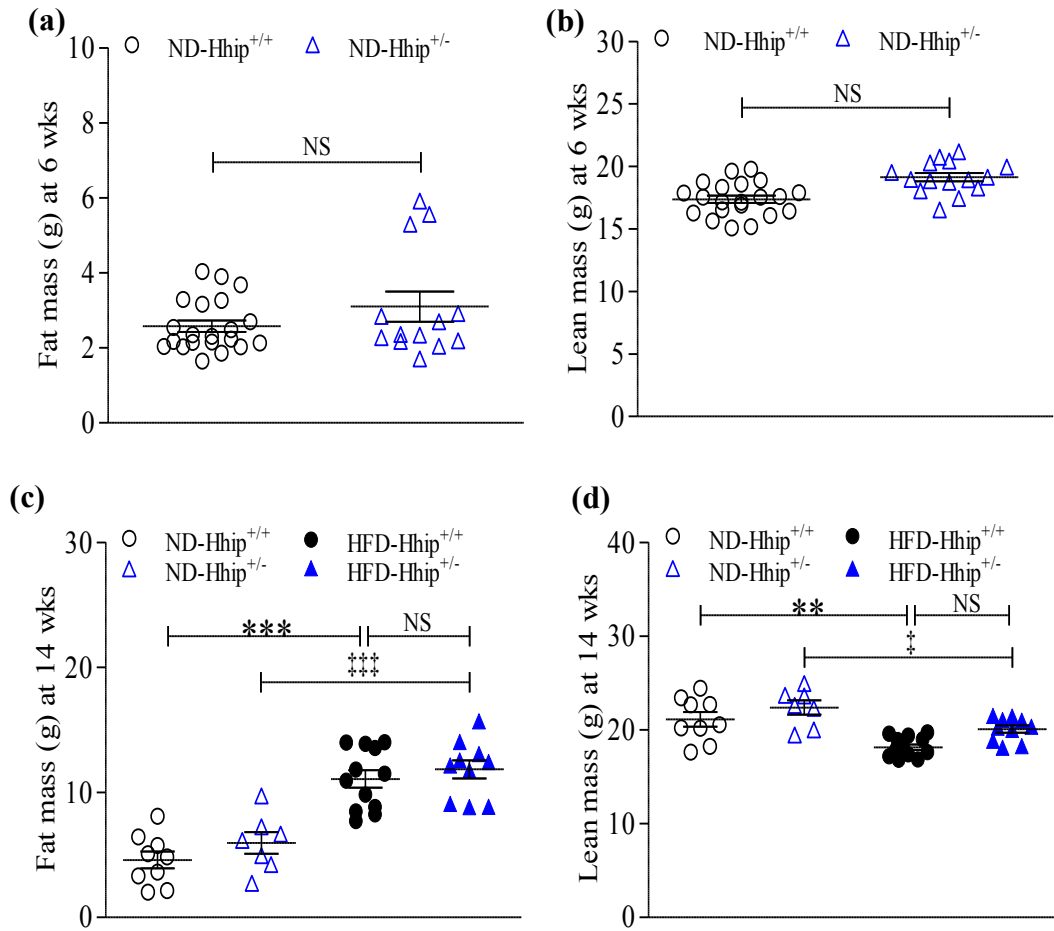 (a)
ND-Hhip+/+ ND-Hhip+/-
Fat mass (g) at 6 wks
10
8
6
4
2
0
NS
(b)
ND-Hhip+/+ ND-Hhip+/-
Lean mass (g) at 6 wks
30
25
20
15
10
5
0
NS
(c)
ND-Hhip+/+ HFD-Hhip+/+
ND-Hhip+/- HFD-Hhip+/-
Fat mass (g) at 14 wks
30
20
10
0
*** NS
‡‡‡
(d)
ND-Hhip+/+ HFD-Hhip+/+
ND-Hhip+/- HFD-Hhip+/-
Lean mass (g) at 14 wks
40
30
20
10
0
** NS
‡